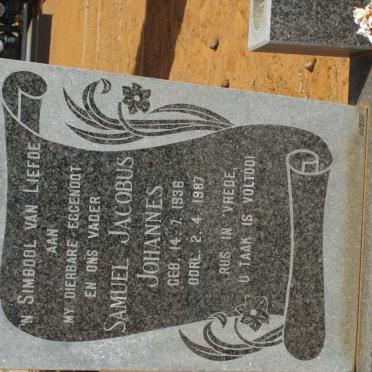 'N SIMBOOL VAN LIEFDE
AAN
MY DIERBARE EGGENOOT
EN ONS VADER
SAMUEL JACOBUS
JOHANNES
GEB. 14.7.1936
OORL. 2.4.1987
RUS IN VREDE,
U TAAK IS VOLTOOI